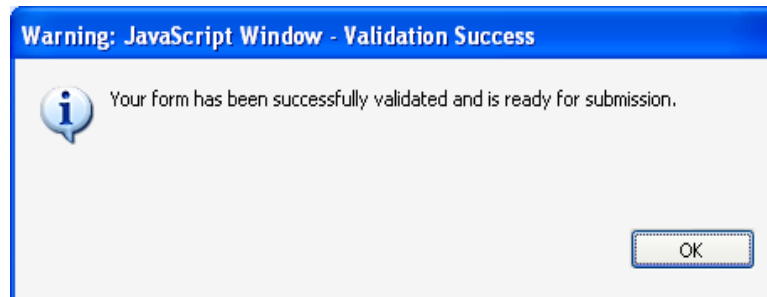 Warning: JavaScript Window - Validation Success
Your form has been successfully validated and is ready for submission.
OK